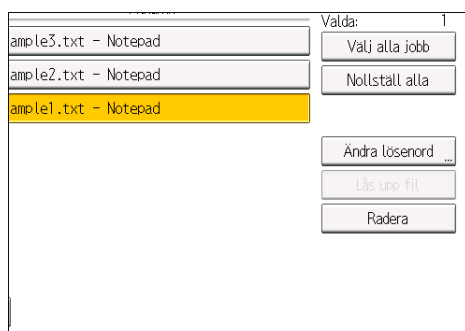 Valda: 1
ample3.txt - Notepad
ample2.txt - Notepad
ample1.txt - Notepad
Välj alla jobb
Nollställ alla
Ändra lösenord ...
Lås upp fil
Radera